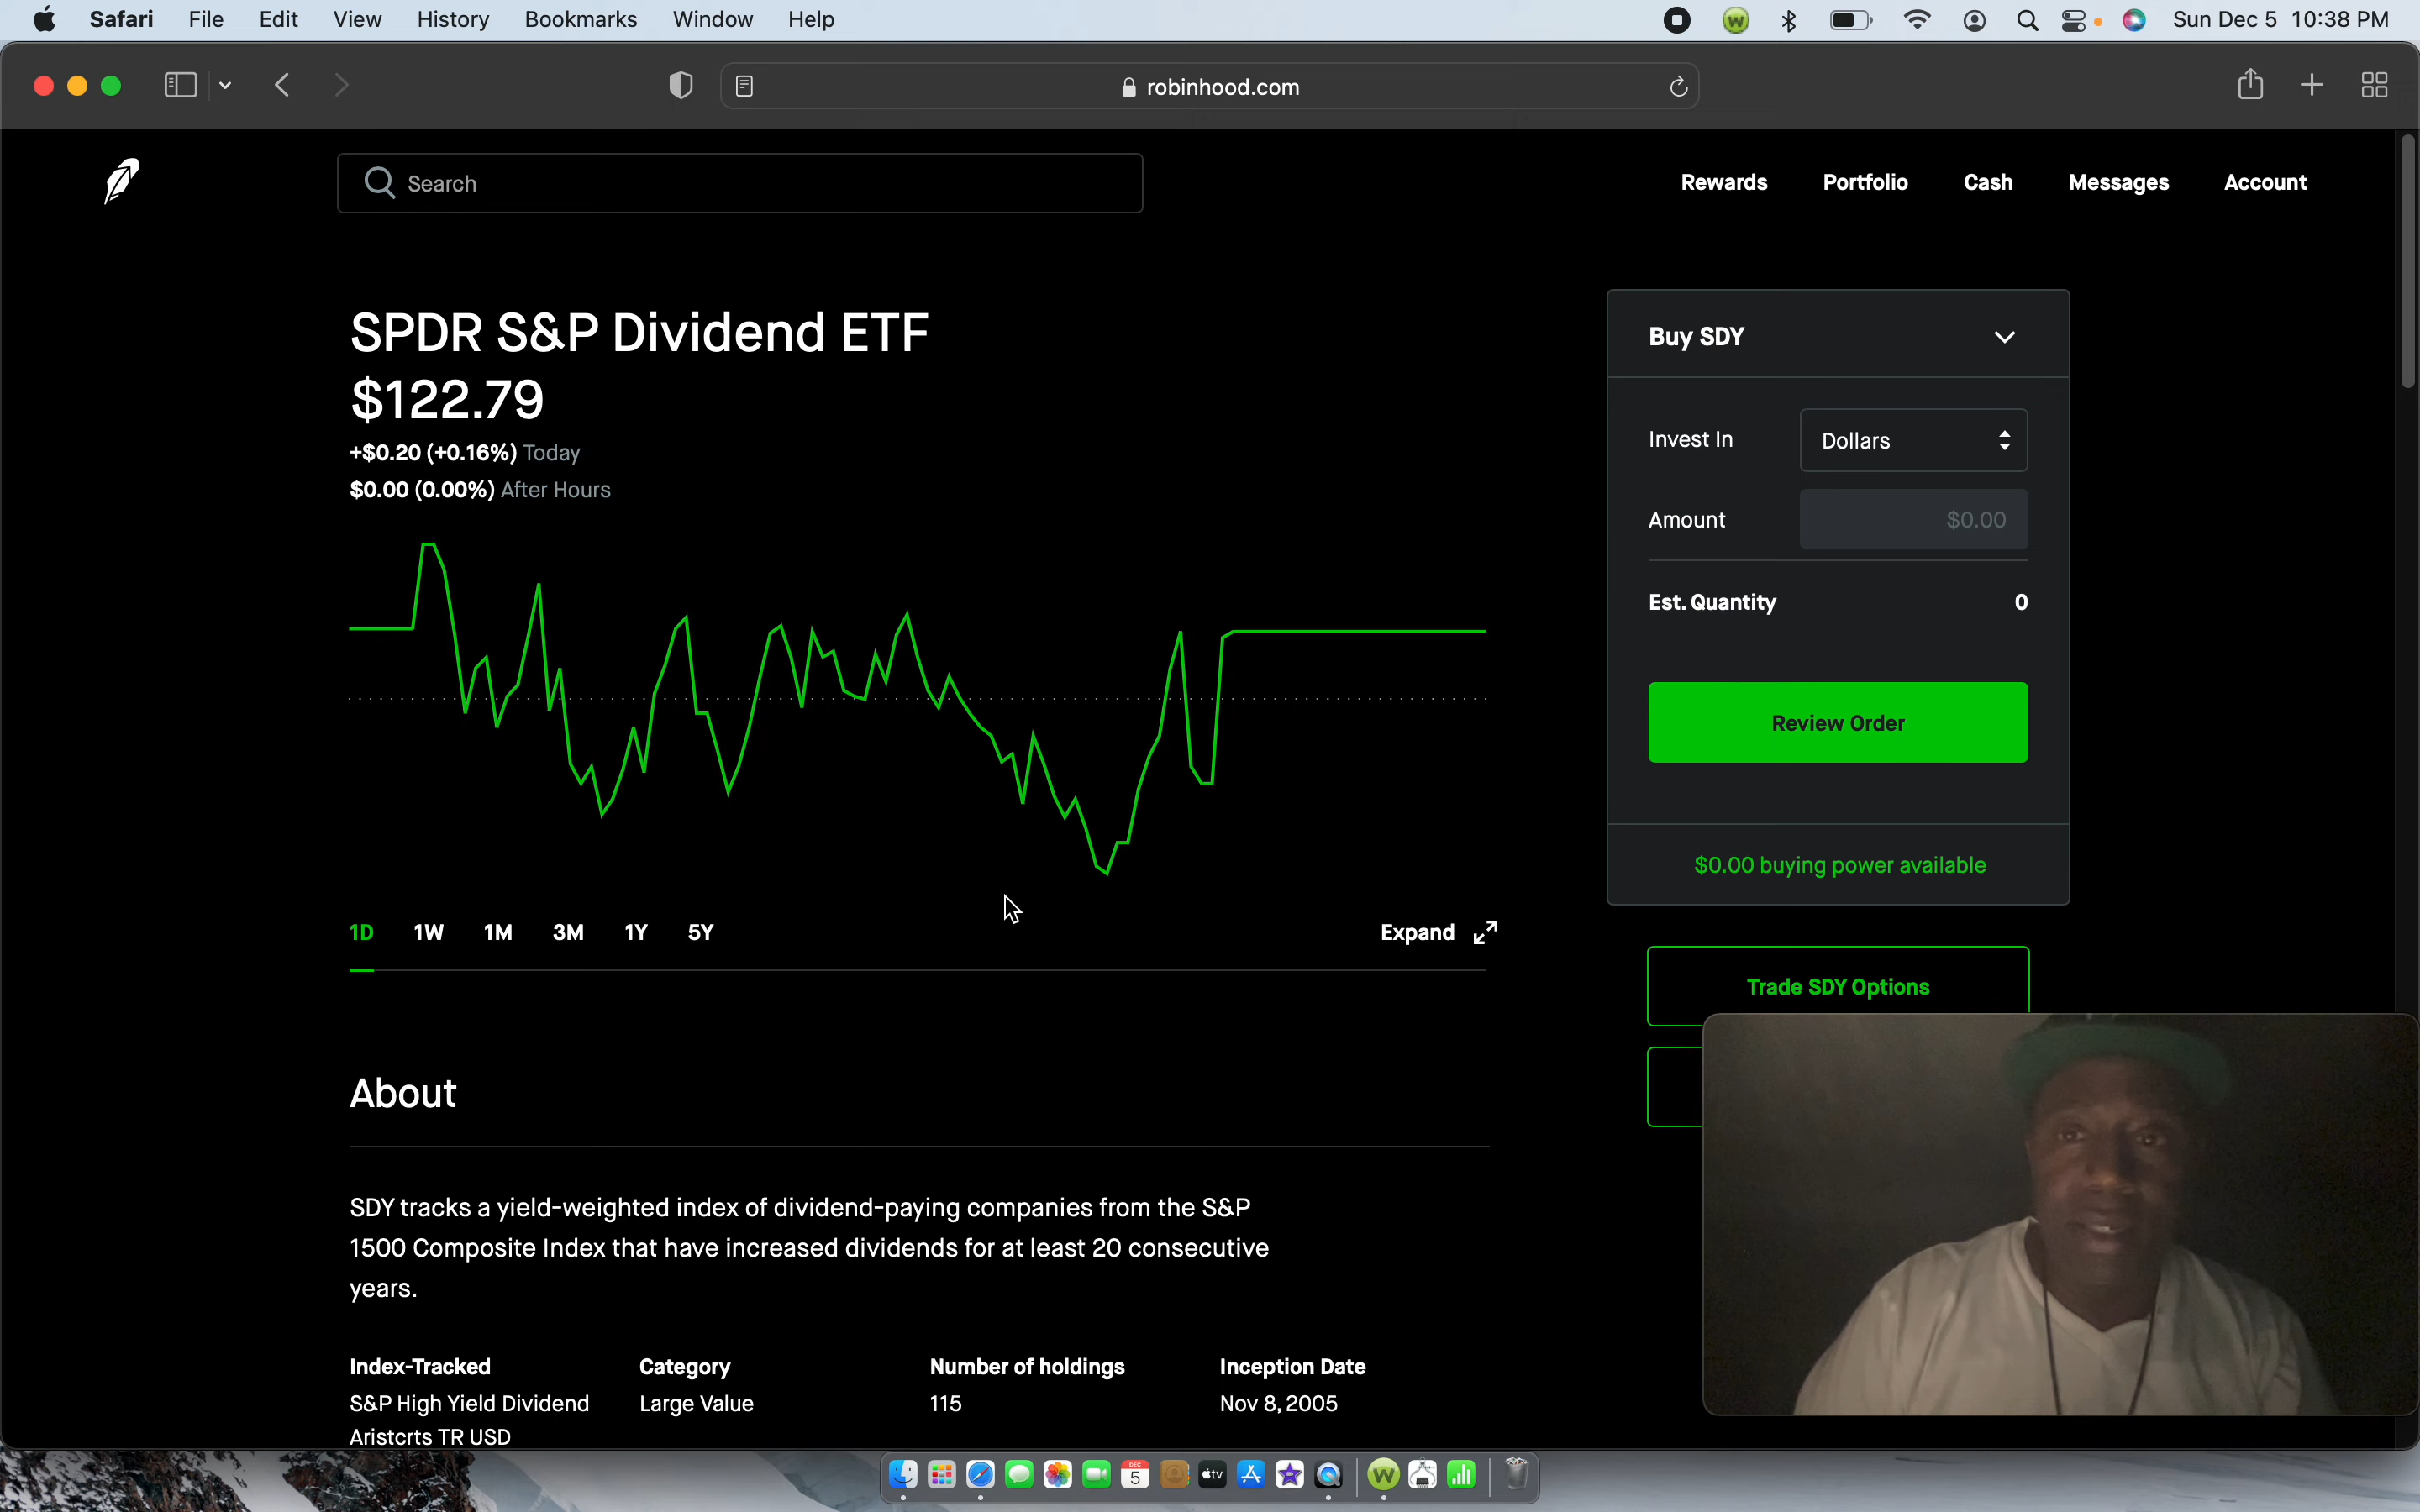 Safari File Edit View History Bookmarks Window Help Sun Dec 5 10:38 PM
robinhood.com
Search
Rewards Portfolio Cash Messages Account
SPDR S&P Dividend ETF
$122.79
+$0.20 (+0.16%) Today
$0.00 (0.00%) After Hours
1D 1W 1M 3M 1Y 5Y
Expand
Buy SDY
Invest In Dollars
Amount $0.00
Est. Quantity 0
Review Order
$0.00 buying power available
Trade SDY Options
About
SDY tracks a yield-weighted index of dividend-paying companies from the S&P
1500 Composite Index that have increased dividends for at least 20 consecutive
years.
Index-Tracked Category Number of holdings Inception Date
S&P High Yield Dividend Large Value 115 Nov 8, 2005
Aristcrts TR USD
DEC
5
tv